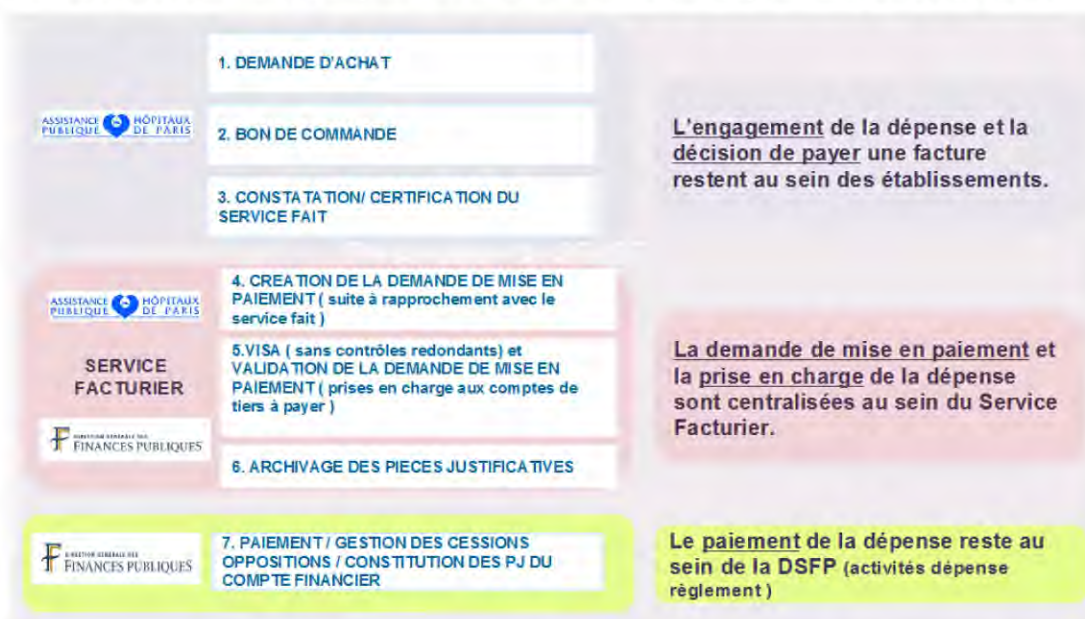 ASSISTANCE HÔPITAUX
PUBLIQUE DE PARIS
1. DEMANDE D'ACHAT
2. BON DE COMMANDE
3. CONSTATATION/ CERTIFICATION DU
SERVICE FAIT
L'engagement de la dépense et la
décision de payer une facture
restent au sein des établissements.
ASSISTANCE HÔPITAUX
PUBLIQUE DE PARIS
SERVICE
FACTURIER
DIRECTION GÉNÉRALE DES
FINANCES PUBLIQUES
4. CREATION DE LA DEMANDE DE MISE EN
PAIEMENT ( suite à rapprochement avec le
service fait )
5.VISA ( sans contrôles redondants) et
VALIDATION DE LA DEMANDE DE MISE EN
PAIEMENT ( prises en charge aux comptes de
tiers à payer )
6. ARCHIVAGE DES PIECES JUSTIFICATIVES
La demande de mise en paiement et
la prise en charge de la dépense
sont centralisées au sein du Service
Facturier.
DIRECTION GÉNÉRALE DES
FINANCES PUBLIQUES
7. PAIEMENT / GESTION DES CESSIONS
OPPOSITIONS / CONSTITUTION DES PJ DU
COMPTE FINANCIER
Le paiement de la dépense reste au
sein de la DSFP (activités dépense
règlement )